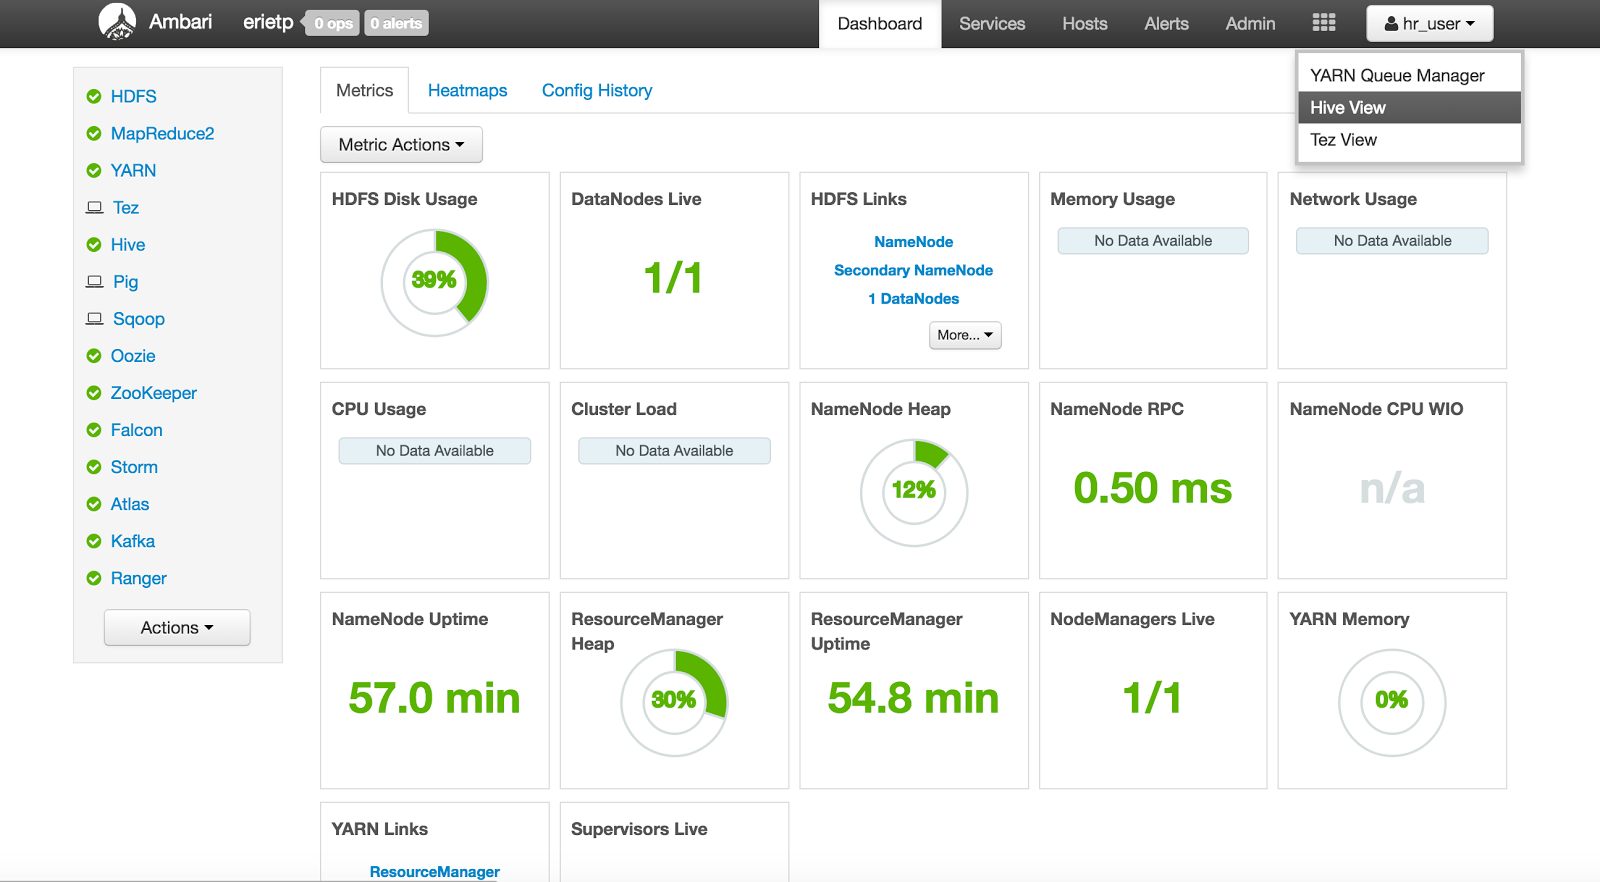 Ambari erietp 0 ops 0 alerts Dashboard Services Hosts Alerts Admin hr_user
YARN Queue Manager
Hive View
Tez View
HDFS
MapReduce2
YARN
Tez
Hive
Pig
Sqoop
Oozie
ZooKeeper
Falcon
Storm
Atlas
Kafka
Ranger
Actions
Metrics Heatmaps Config History
Metric Actions
HDFS Disk Usage
39%
DataNodes Live
1/1
HDFS Links
NameNode
Secondary NameNode
1 DataNodes
More...
Memory Usage
No Data Available
Network Usage
No Data Available
CPU Usage
No Data Available
Cluster Load
No Data Available
NameNode Heap
12%
NameNode RPC
0.50 ms
NameNode CPU WIO
n/a
NameNode Uptime
57.0 min
ResourceManager
Heap
30%
ResourceManager
Uptime
54.8 min
NodeManagers Live
1/1
YARN Memory
0%
YARN Links
ResourceManager
Supervisors Live